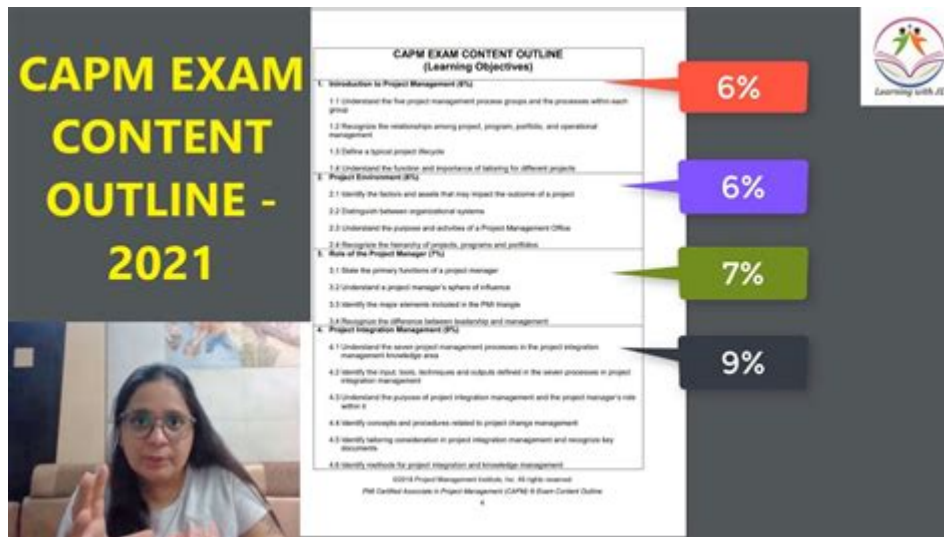 CAPM EXAM
CONTENT
OUTLINE -
2021
CAPM EXAM CONTENT OUTLINE
(Learning Objectives)
1. Introduction to Project Management (6%)
1.1 Understand the five project management process groups and the processes within each
group
1.2 Recognize the relationships among project, program, portfolio, and operational
management
1.3 Define a typical project lifecycle
1.4 Understand the function and importance of tailoring for different projects
2. Project Environment (6%)
2.1 Identify the factors and assets that may impact the outcome of a project
2.2 Distinguish between organizational systems
2.3 Understand the purpose and activities of a Project Management Office
2.4 Recognize the hierarchy of projects, programs and portfolios
3. Role of the Project Manager (7%)
3.1 State the primary functions of a project manager
3.2 Understand a project manager's sphere of influence
3.3 Identify the major elements included in the PMI triangle
3.4 Recognize the difference between leadership and management
4. Project Integration Management (9%)
4.1 Understand the seven project management processes in the project integration
management knowledge area
4.2 Identify the input, tools, techniques and outputs defined in the seven processes in project
integration management
4.3 Understand the purpose of project integration management and the project manager's role
within it
4.4 Identify concepts and procedures related to project change management
4.5 Identify tailoring consideration in project integration management and recognize key
documents
4.6 Identify methods for project integration and knowledge management
©2018 Project Management Institute, Inc. All rights reserved
PMI Certified Associate in Project Management (CAPM)® Exam Content Outline
6%
6%
7%
9%
Learning with